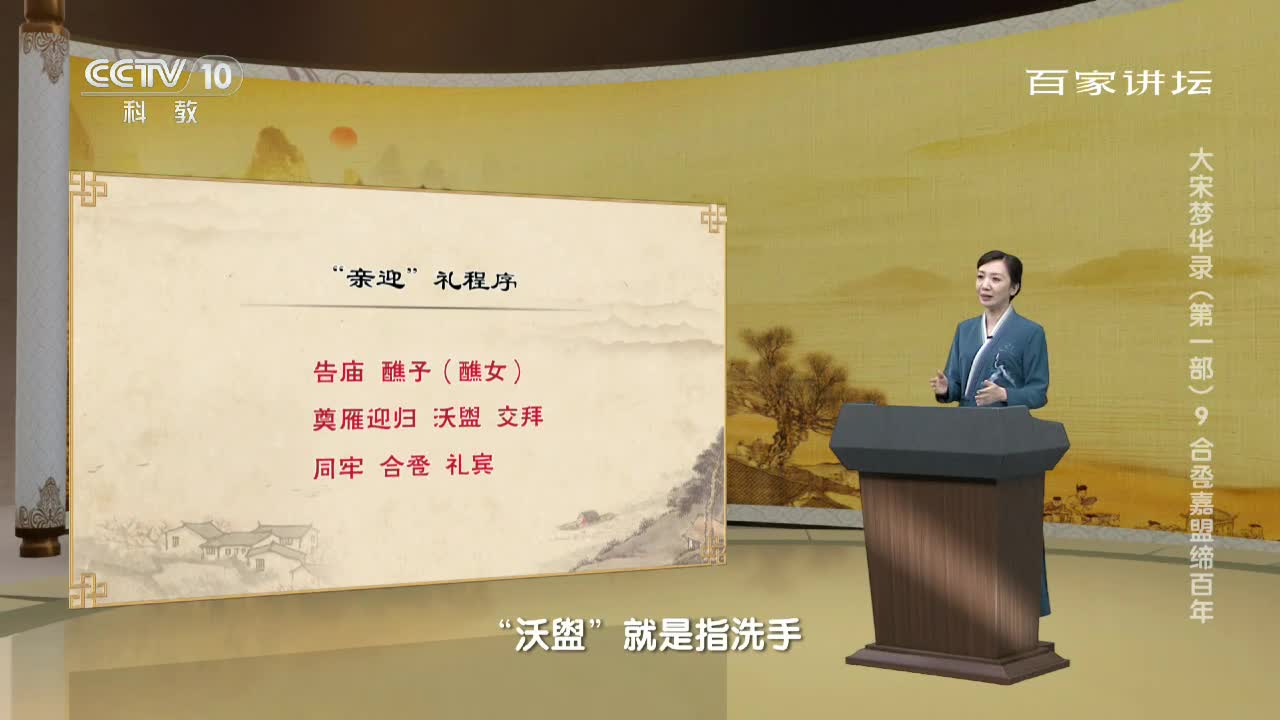 CCTV 10
科教
百家讲坛
大宋梦华录（第一部）9 合卺嘉盟缔百年
“亲迎”礼程序
告庙 醮子（醮女）
奠雁迎归 沃盥 交拜
同牢 合卺 礼宾
“沃盥”就是指洗手